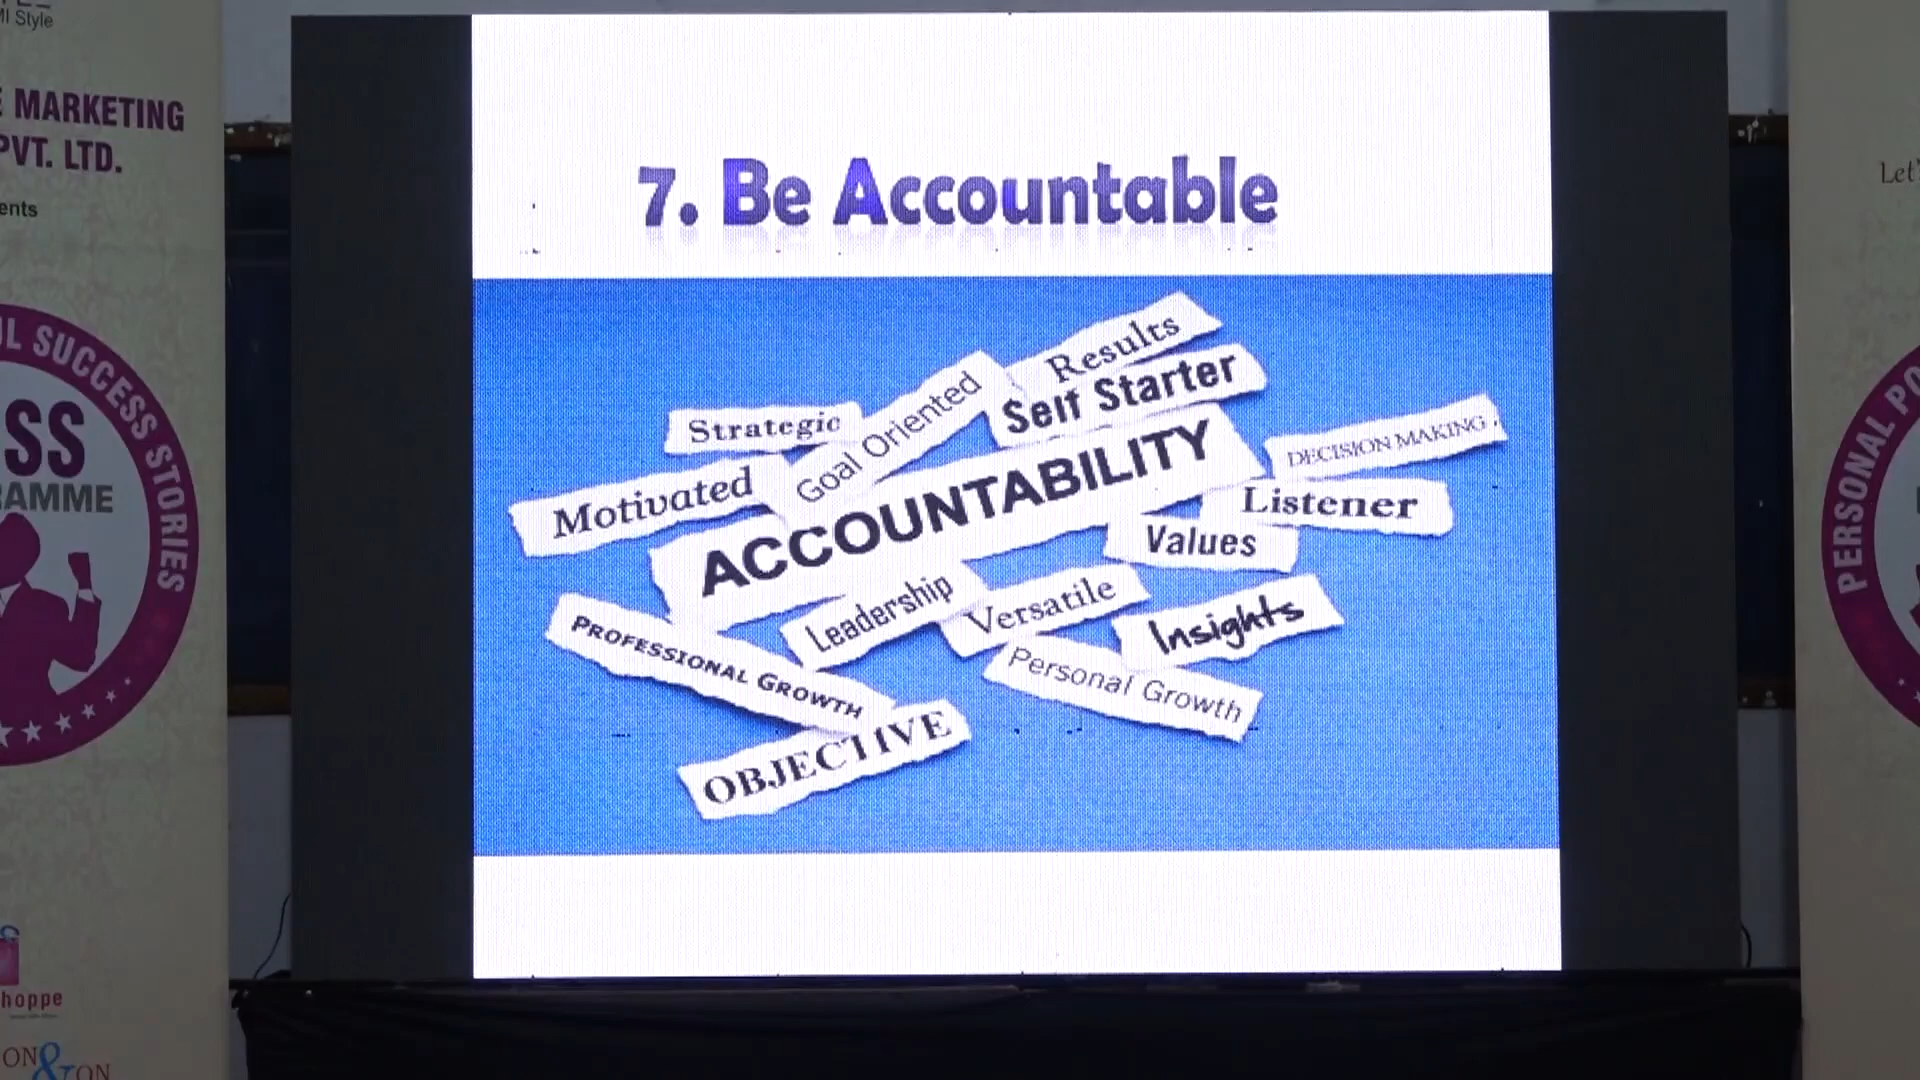 MI Style
MARKETING
PVT. LTD.
ents
SUCCESS STORIES
SS
RAMME
hoppe
ON&ON
7. Be Accountable
Results
Self Starter
Strategic
Goal Oriented
DECISION MAKING
Motivated
ACCOUNTABILITY
Listener
Values
Leadership
Versatile
Insights
PROFESSIONAL GROWTH
Personal Growth
OBJECTIVE
Let'
PERSONAL PO